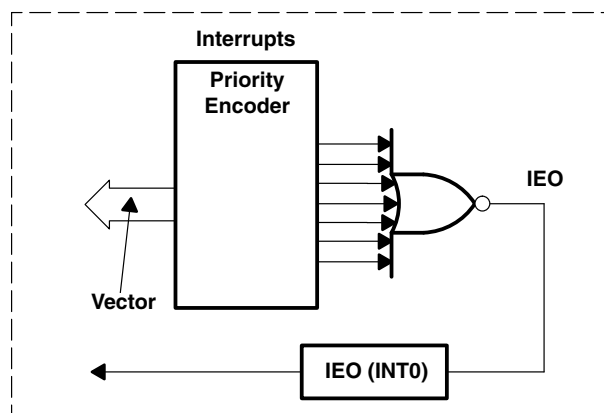 Interrupts
Priority
Encoder
IEO
Vector
IEO (INT0)